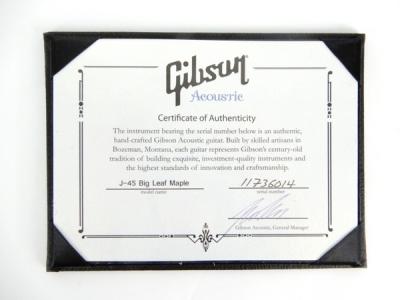 Gibson
Acoustic
Certificate of Authenticity
The instrument bearing the serial number below is an authentic,
hand-crafted Gibson Acoustic guitar. Built by skilled artisans in
Bozeman, Montana, each guitar represents Gibson's century-old
tradition of building exquisite, investment-quality instruments and
the highest standards of innovation and craftsmanship.
J-45 Big Leaf Maple 11736014
model name serial number
Gibson Acoustic, General Manager